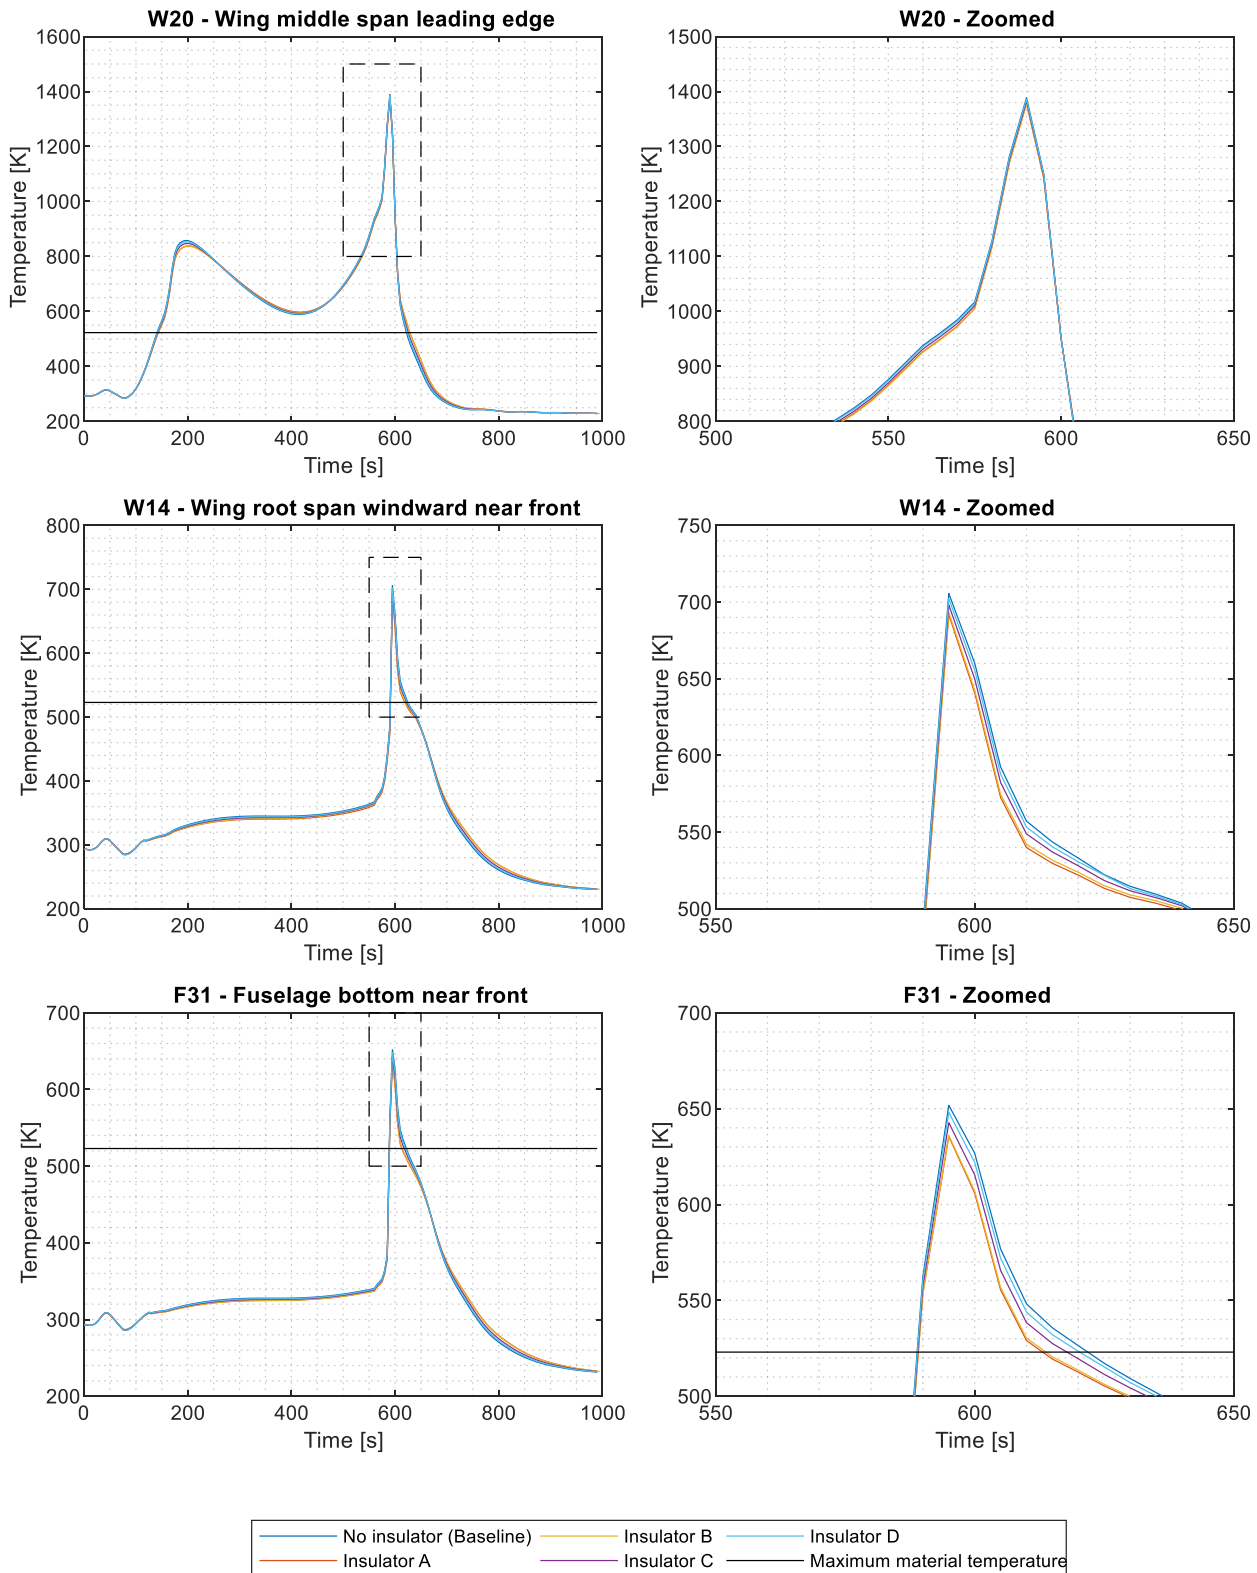 W20 - Wing middle span leading edge
1600
1400
1200
1000
800
600
400
200
0 200 400 600 800 1000
Temperature [K]
Time [s]
W20 - Zoomed
1500
1400
1300
1200
1100
1000
900
800
500 550 600 650
Temperature [K]
Time [s]
W14 - Wing root span windward near front
800
700
600
500
400
300
200
0 200 400 600 800 1000
Temperature [K]
Time [s]
W14 - Zoomed
750
700
650
600
550
500
550 600 650
Temperature [K]
Time [s]
F31 - Fuselage bottom near front
700
600
500
400
300
200
0 200 400 600 800 1000
Temperature [K]
Time [s]
F31 - Zoomed
700
650
600
550
500
550 600 650
Temperature [K]
Time [s]
No insulator (Baseline) Insulator B Insulator D
Insulator A Insulator C Maximum material temperature